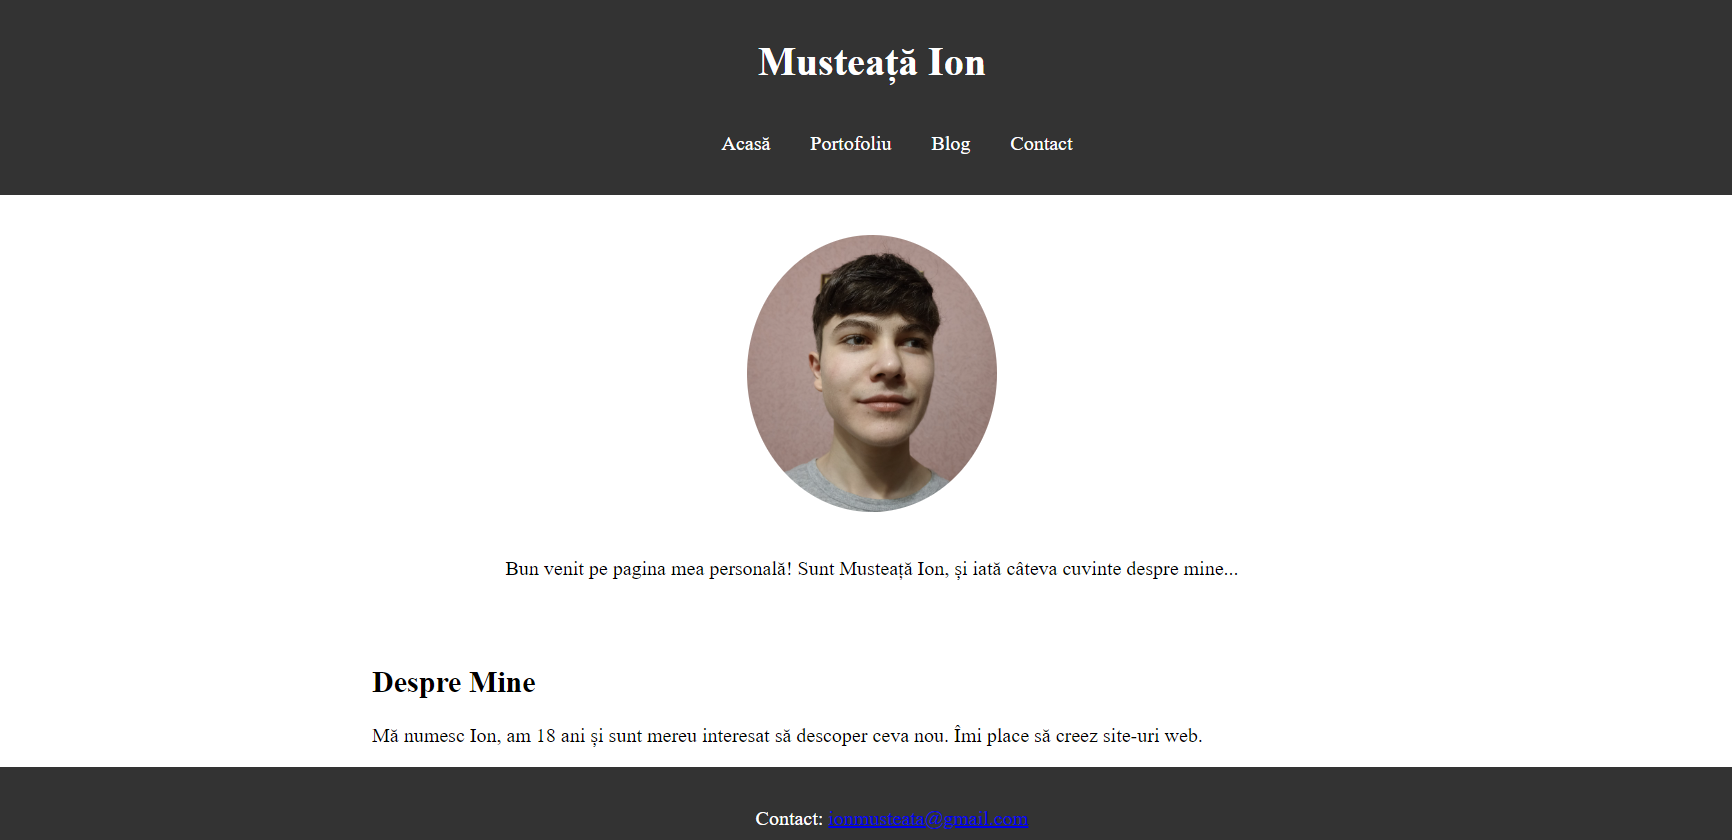 Musteață Ion
Acasă Portofoliu Blog Contact
Bun venit pe pagina mea personală! Sunt Musteață Ion, și iată câteva cuvinte despre mine...
Despre Mine
Mă numesc Ion, am 18 ani și sunt mereu interesat să descoper ceva nou. Îmi place să creez site-uri web.
Contact: ionmusteata@gmail.com